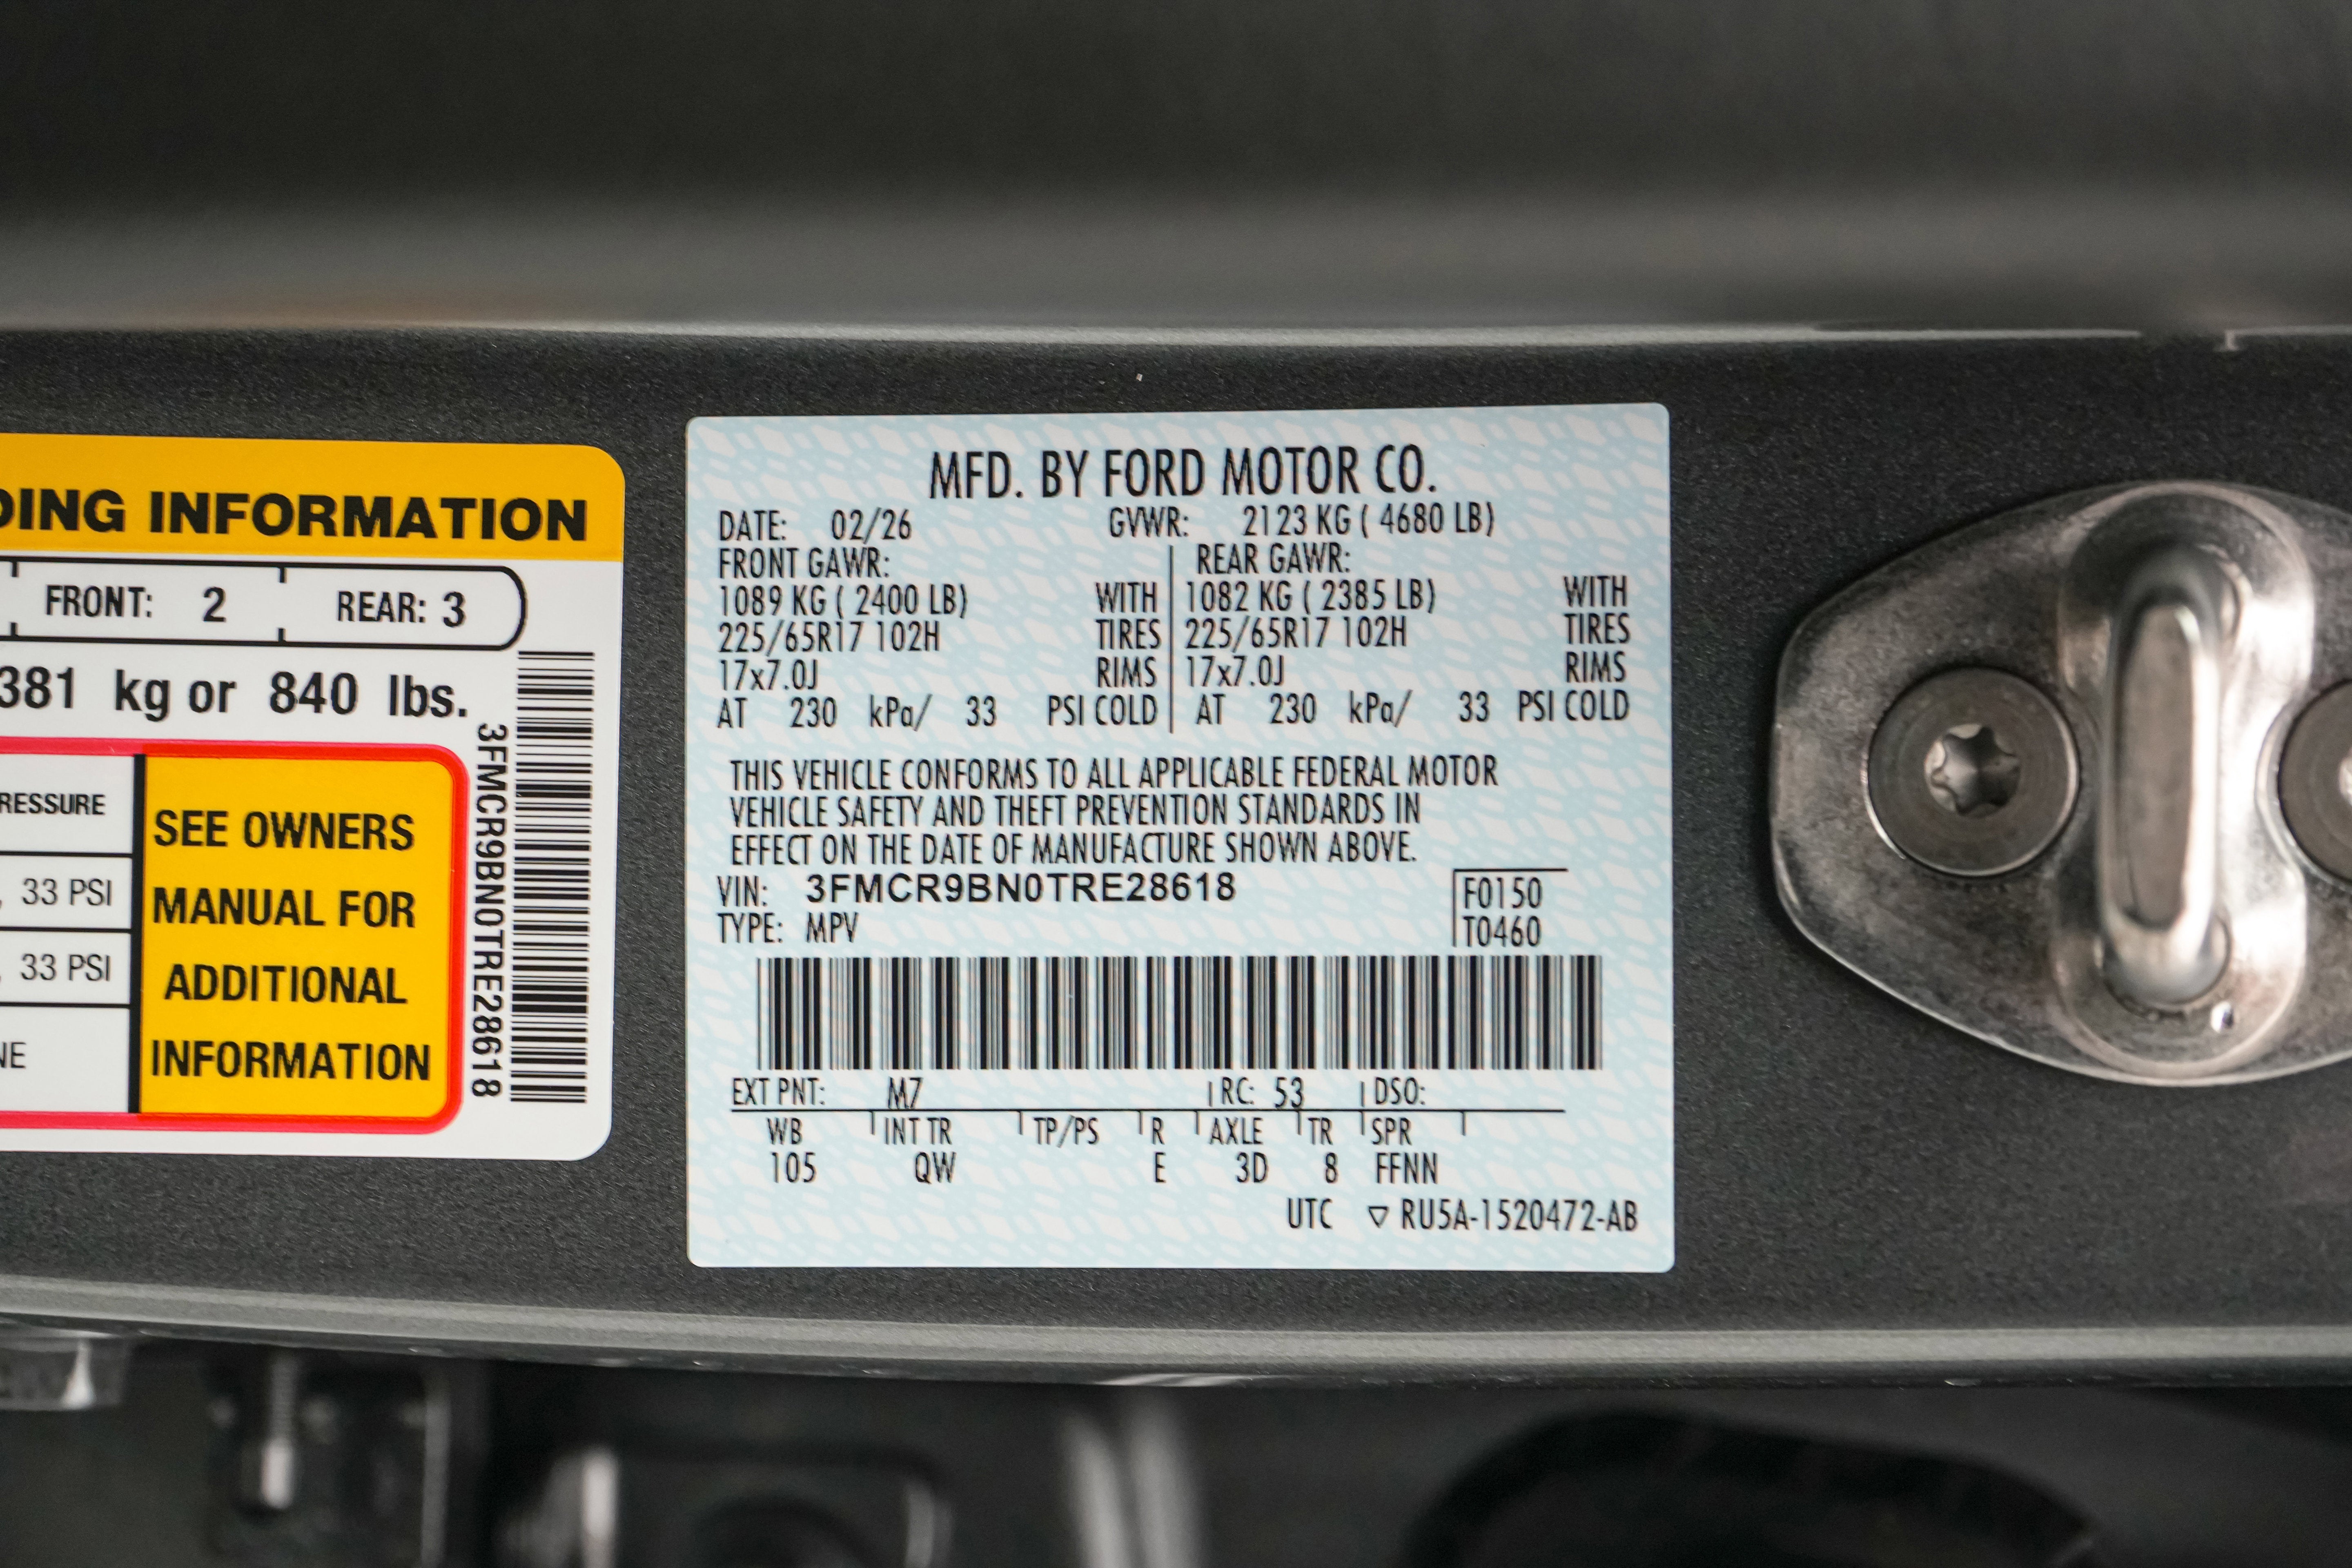 DING INFORMATION
FRONT: 2 REAR: 3
381 kg or 840 lbs.
RESSURE
, 33 PSI
, 33 PSI
NE
SEE OWNERS
MANUAL FOR
ADDITIONAL
INFORMATION
3FMCR9BN0TRE28618
MFD. BY FORD MOTOR CO.
DATE: 02/26 GVWR: 2123 KG ( 4680 LB)
FRONT GAWR: REAR GAWR:
1089 KG ( 2400 LB) WITH 1082 KG ( 2385 LB) WITH
225/65R17 102H TIRES 225/65R17 102H TIRES
17x7.0J RIMS 17x7.0J RIMS
AT 230 kPa/ 33 PSI COLD AT 230 kPa/ 33 PSI COLD
THIS VEHICLE CONFORMS TO ALL APPLICABLE FEDERAL MOTOR
VEHICLE SAFETY AND THEFT PREVENTION STANDARDS IN
EFFECT ON THE DATE OF MANUFACTURE SHOWN ABOVE.
VIN: 3FMCR9BN0TRE28618 F0150
TYPE: MPV T0460
EXT PNT: M7 RC: 53 DSO:
WB INT TR TP/PS R AXLE TR SPR
105 QW E 3D 8 FFNN
UTC ▽ RU5A-1520472-AB